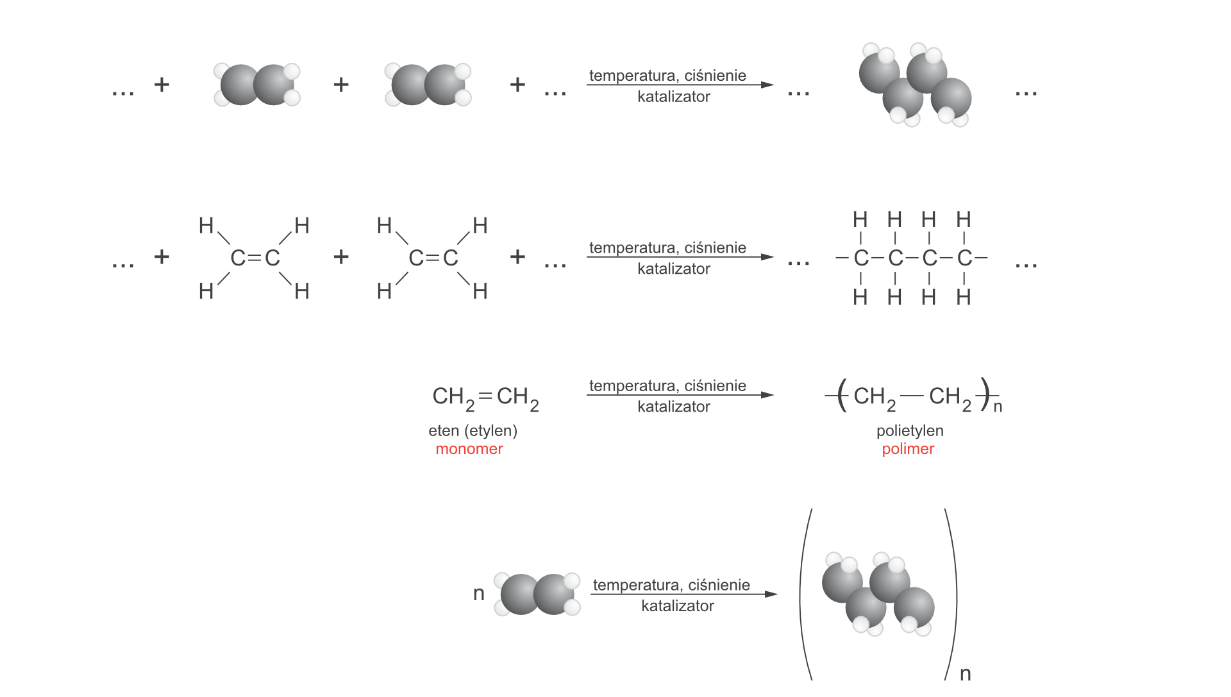 ... + + + ... temperatura, ciśnienie ... ...
katalizator
H H H H H H H H
... + C=C + C=C + ... temperatura, ciśnienie ... –C–C–C–C– ...
katalizator
H H H H H H H H
CH2=CH2 temperatura, ciśnienie —(CH2—CH2)—n
katalizator
eten (etylen) polietylen
monomer polimer
n temperatura, ciśnienie ( )
katalizator
n